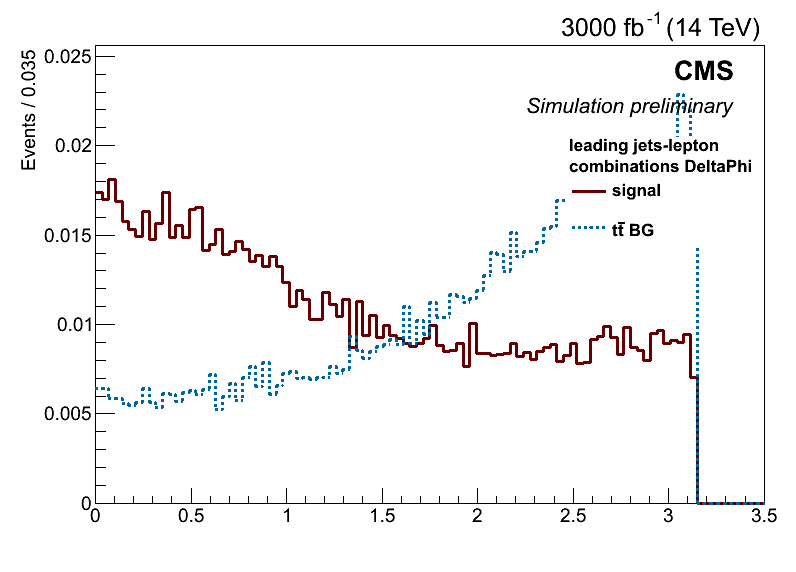 3000 fb⁻¹ (14 TeV)
Events / 0.035
CMS
Simulation preliminary
leading jets-lepton
combinations DeltaPhi
signal
tt̄ BG
0.025
0.02
0.015
0.01
0.005
0
0 0.5 1 1.5 2 2.5 3 3.5